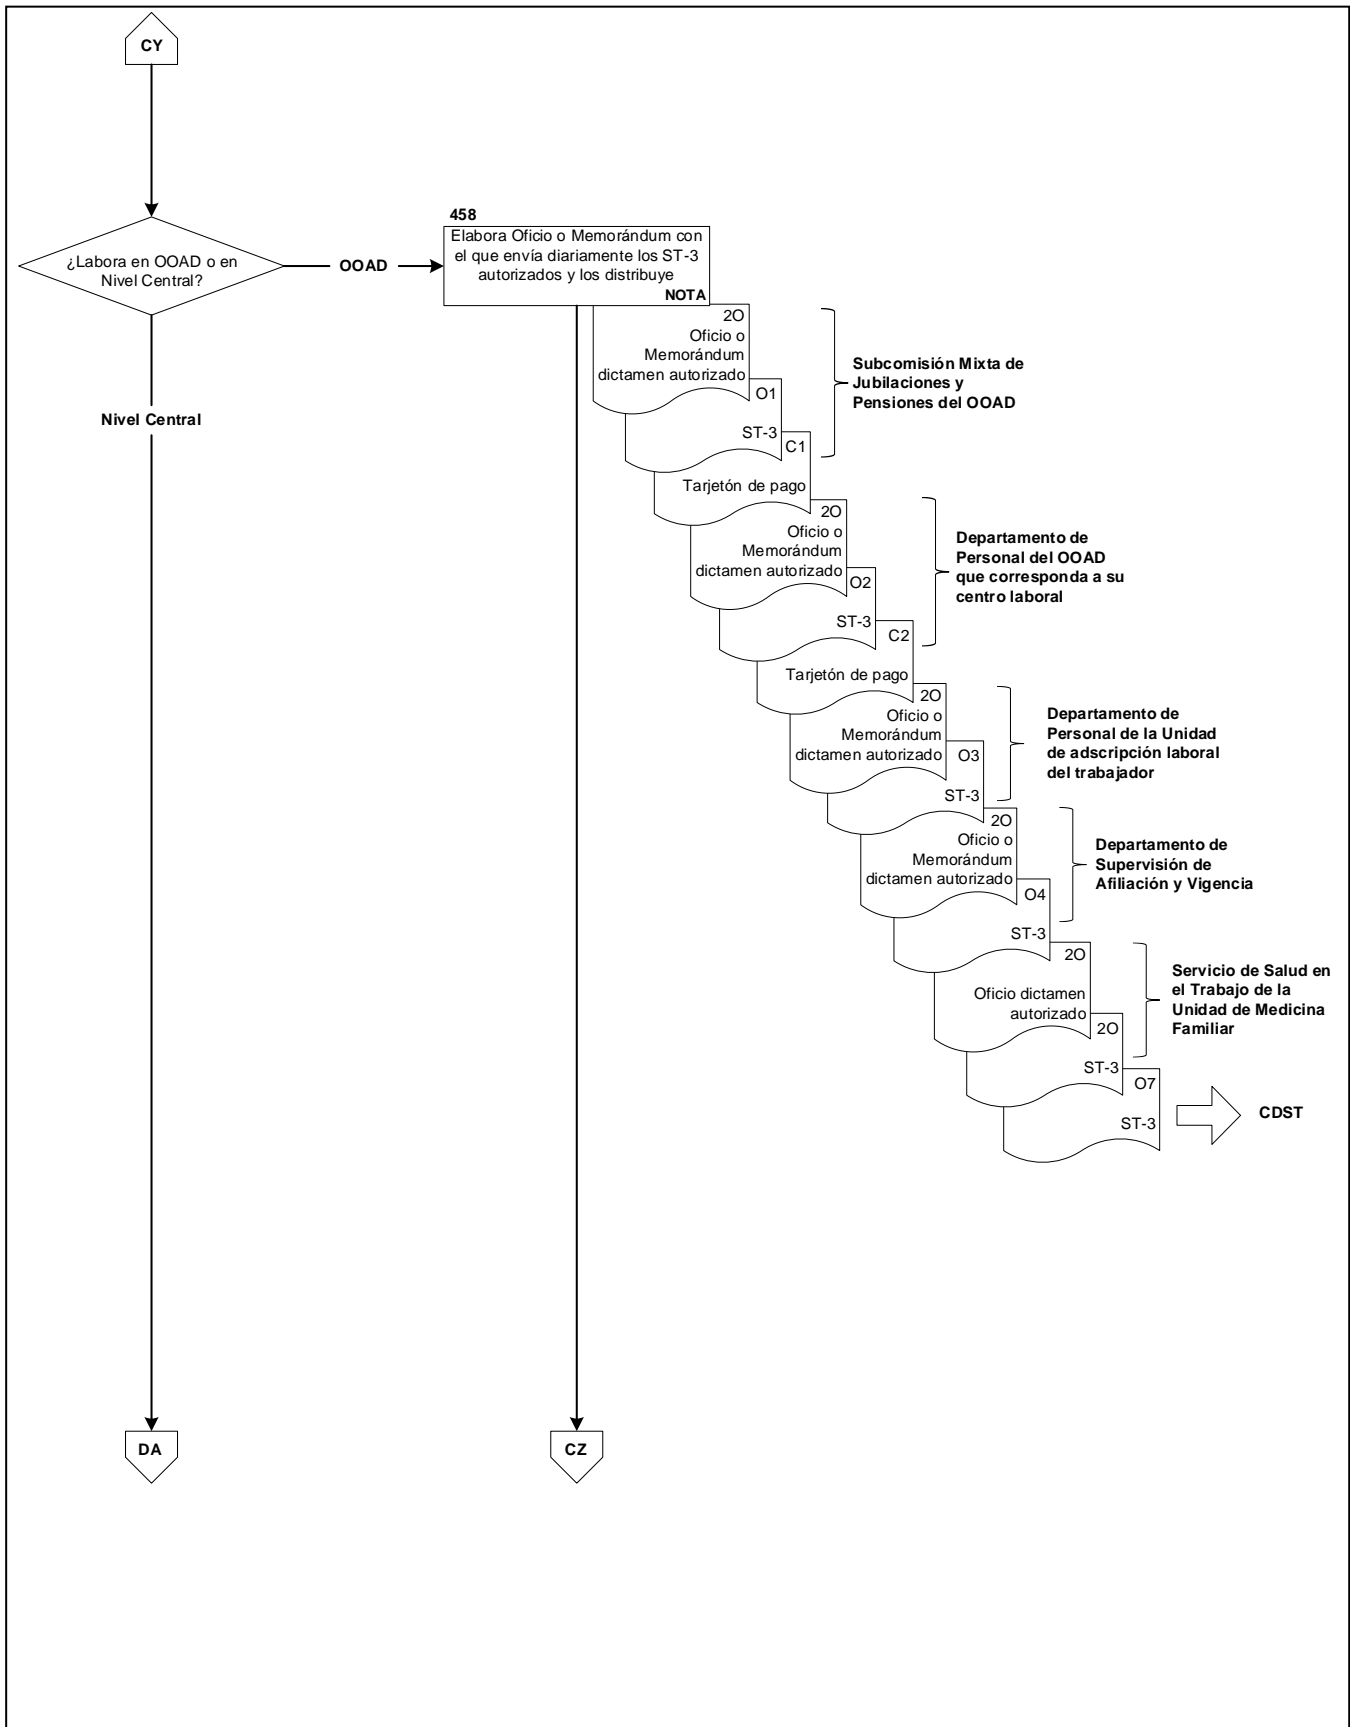 CY
¿Labora en OOAD o en
Nivel Central?
OOAD
458
Elabora Oficio o Memorándum con
el que envía diariamente los ST-3
autorizados y los distribuye
NOTA
Nivel Central
2O
Oficio o
Memorándum
dictamen autorizado
O1
ST-3
Subcomisión Mixta de
Jubilaciones y
Pensiones del OOAD
C1
Tarjetón de pago
2O
Oficio o
Memorándum
dictamen autorizado
O2
ST-3
Departamento de
Personal del OOAD
que corresponda a su
centro laboral
C2
Tarjetón de pago
2O
Oficio o
Memorándum
dictamen autorizado
O3
ST-3
Departamento de
Personal de la Unidad
de adscripción laboral
del trabajador
2O
Oficio o
Memorándum
dictamen autorizado
O4
ST-3
Departamento de
Supervisión de
Afiliación y Vigencia
2O
Oficio dictamen
autorizado
2O
ST-3
Servicio de Salud en
el Trabajo de la
Unidad de Medicina
Familiar
O7
ST-3
CDST
DA
CZ